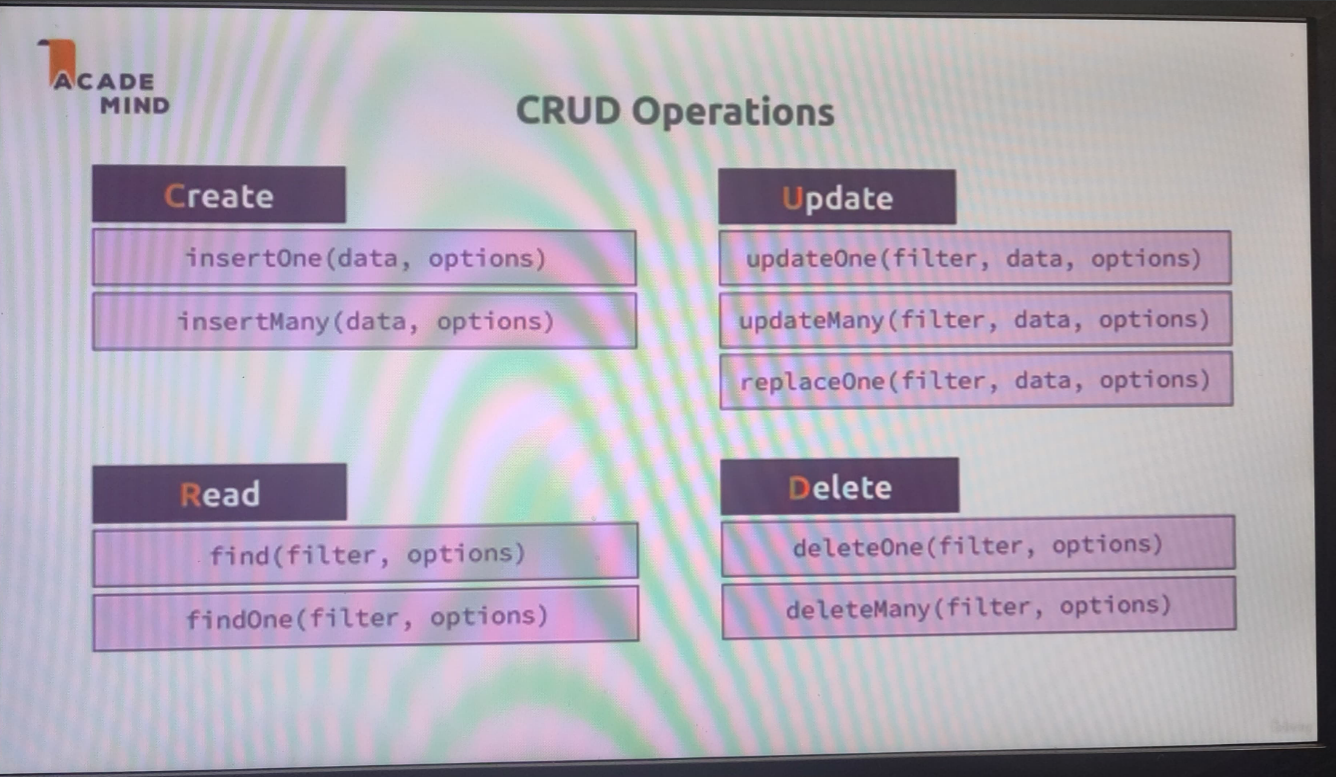 ACADE
MIND
CRUD Operations
Create
insertOne(data, options)
insertMany(data, options)
Update
updateOne(filter, data, options)
updateMany(filter, data, options)
replaceOne(filter, data, options)
Read
find(filter, options)
findOne(filter, options)
Delete
deleteOne(filter, options)
deleteMany(filter, options)